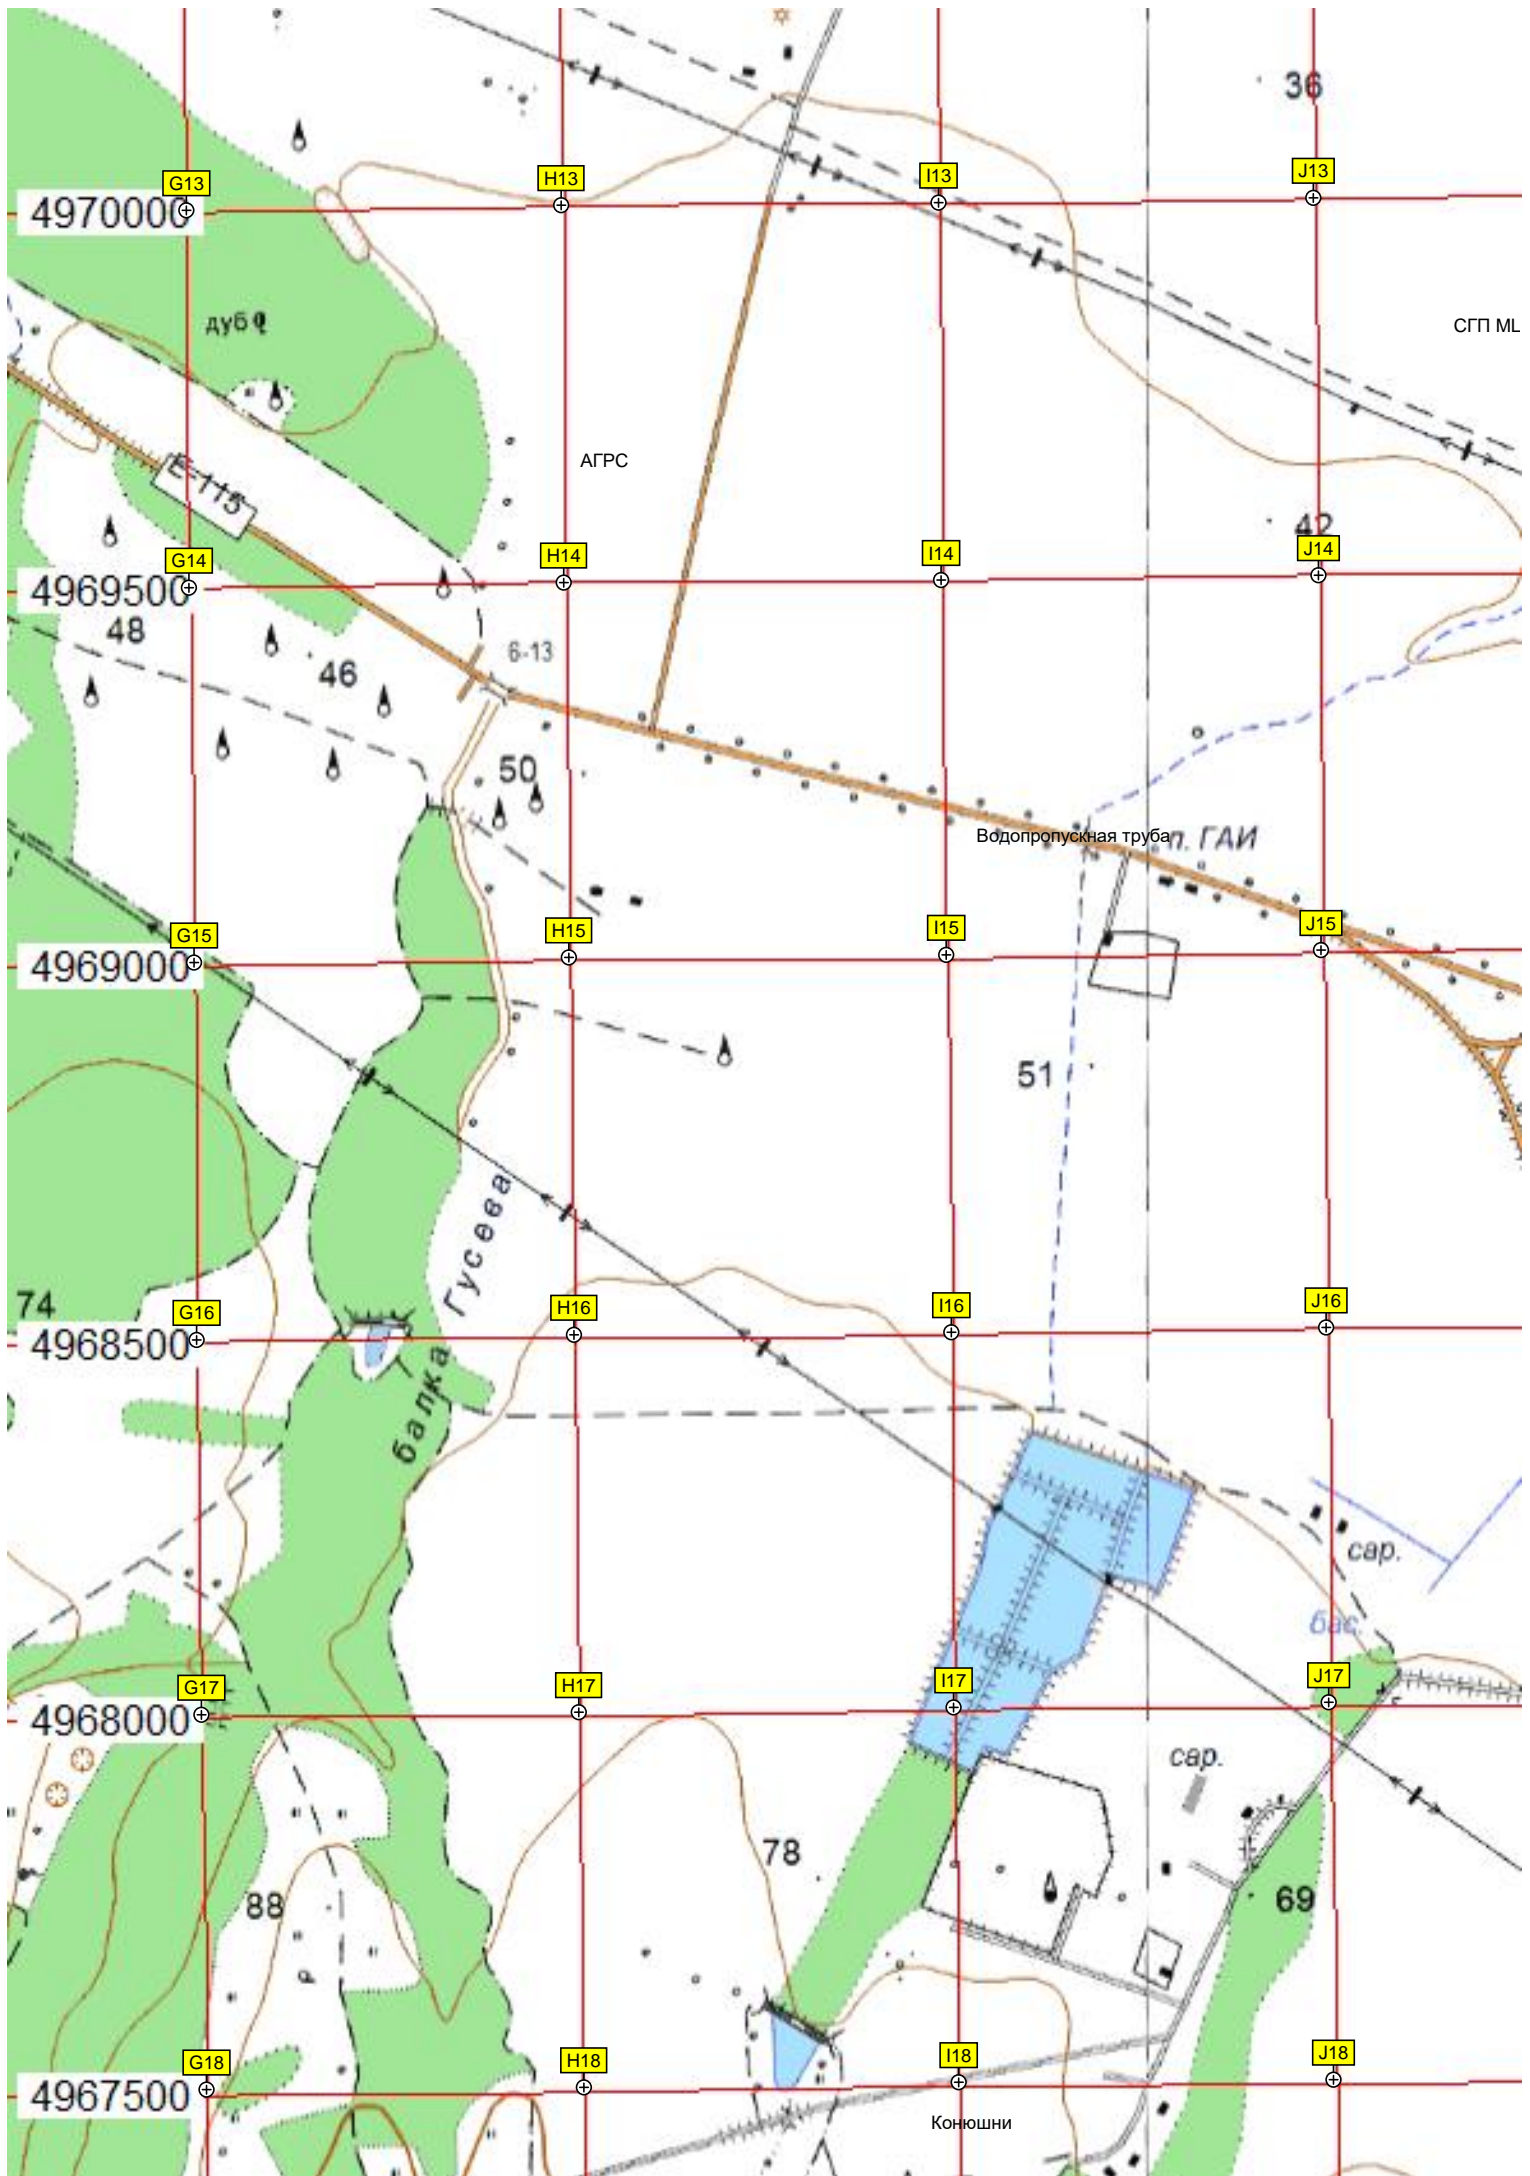 36
J13
I13
H13
G13
4970000
дуб
СГП ML
АГРС
E-115
42
J14
I14
H14
G14
4969500
48
6-13
46
50
Водопропускная труба
п. ГАИ
J15
I15
H15
G15
4969000
51
балка Гусева
74
J16
I16
H16
G16
4968500
сар.
бас.
J17
I17
H17
G17
4968000
сар.
78
69
88
J18
I18
H18
G18
4967500
Конюшни